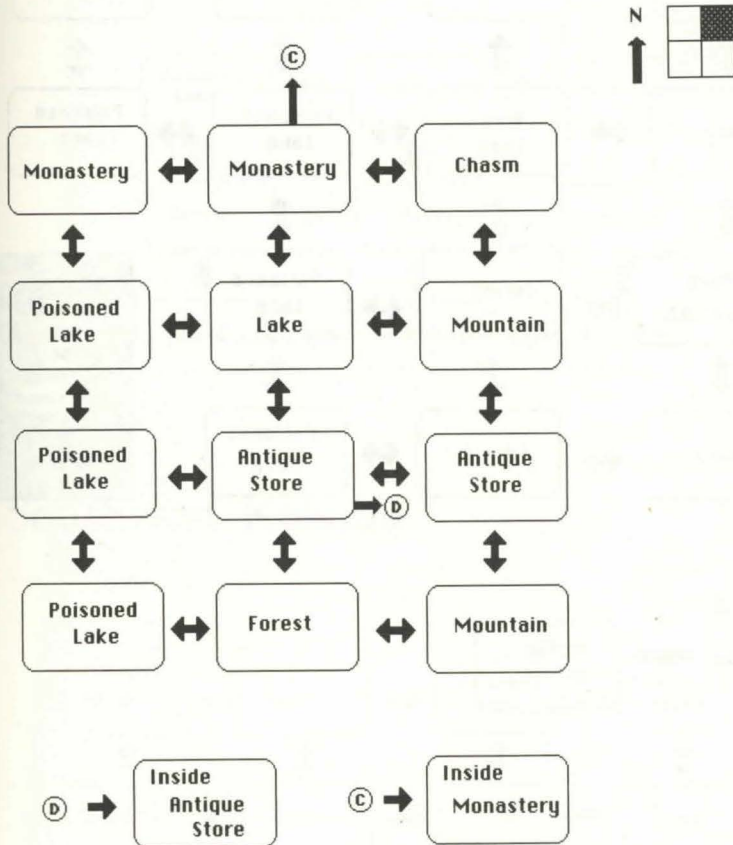 N
C
Monastery
Monastery
Chasm
Poisoned
Lake
Lake
Mountain
Poisoned
Lake
Antique
Store
Antique
Store
D
Poisoned
Lake
Forest
Mountain
D
Inside
Antique
Store
C
Inside
Monastery